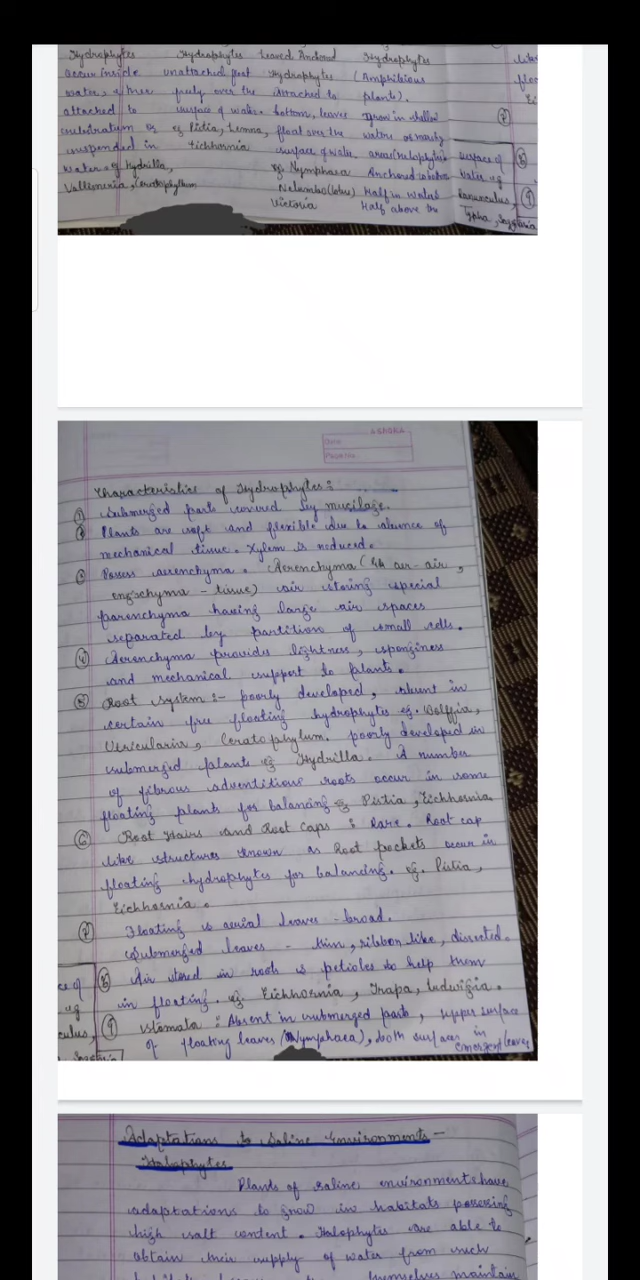 Hydrophytes Hydrophytes Leaved Anchored Hydrophytes
occur inside unattached float Hydrophytes (Amphibious
water, & three freely over the Attached to plants).
attached to surface of water. bottom, leaves grow in shallow
substratum or eg Pistia, Lemna, float over the water or marshy
suspended in Eichhornia surface of water. areas (helophytes) surface of
water. eg Hydrilla, eg. Nymphaea Anchored water eg
Vallisneria, Ceratophyllum Nelumbo (lotus) Half in water Ranunculus,
Victoria Half above the Typha, Sagittaria
Date
Page No.
Characteristics of Hydrophytes :
① Submerged parts covered by mucilage.
② Plants are soft and flexible due to absence of
mechanical tissue. Xylem is reduced.
③ Possess aerenchyma. Aerenchyma ( air - air,
engschyma - tissue) air storing special
parenchyma having large air spaces
separated by partition of small cells.
④ Aerenchyma provides lightness, sponginess
and mechanical support to plants.
⑤ Root system :- poorly developed, absent in
certain free floating hydrophytes eg. Wolffia,
Utricularia, Ceratophyllum. poorly developed in
submerged plants eg Hydrilla. A number
of fibrous adventitious roots occur in some
floating plants for balancing eg Pistia, Eichhornia
⑥ Root Hairs and Root Caps : Rare. Root cap
like structures known as Root pockets occur in
floating hydrophytes for balancing. eg. Pistia,
Eichhornia.
⑦ Floating & aerial leaves - broad.
Submerged leaves - thin, ribbon like, dissected.
⑧ Air stored in roots & petioles to help them
in floating. eg. Eichhornia, Trapa, Ludwigia.
⑨ Stomata : Absent in submerged parts, upper surface
of floating leaves (Nymphaea), both surfaces in
emergent leaves
Adaptations to Saline Environments -
Halophytes
Plants of saline environments have
adaptations to grow in habitats possessing
high salt content. Halophytes are able to
obtain their supply of water from such
themselves maintain